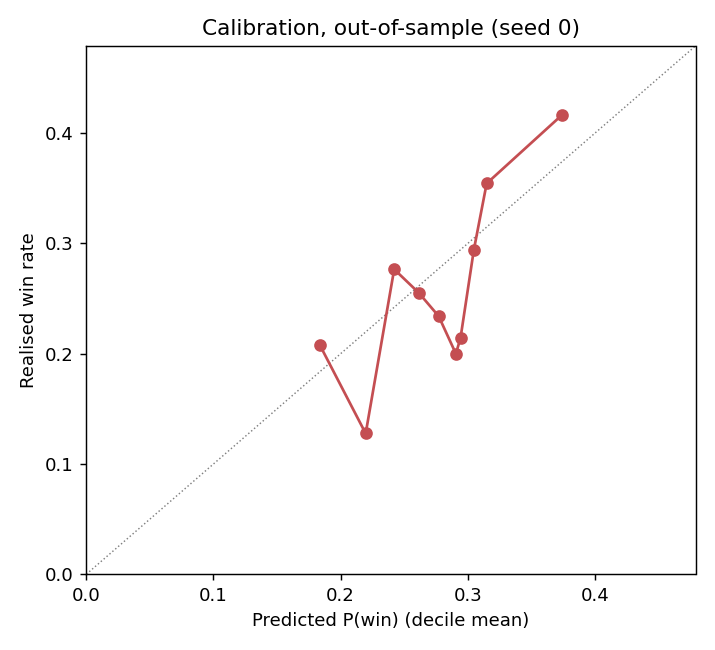 Calibration, out-of-sample (seed 0)
Realised win rate
0.4
0.3
0.2
0.1
0.0
0.0 0.1 0.2 0.3 0.4
Predicted P(win) (decile mean)